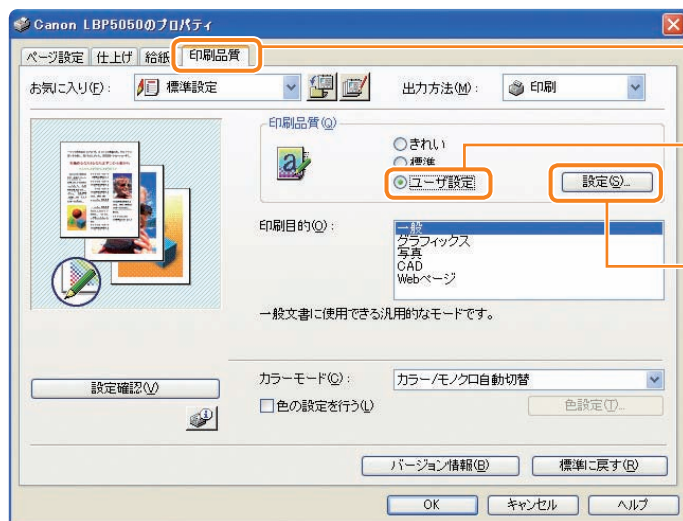 Canon LBP5050のプロパティ
ページ設定 仕上げ 給紙 印刷品質
お気に入り(F): 標準設定 出力方法(M): 印刷
印刷品質(Q)
きれい
標準
ユーザ設定 設定(S)...
印刷目的(O):
一般
グラフィックス
写真
CAD
Webページ
一般文書に使用できる汎用的なモードです。
設定確認(V)
カラーモード(C): カラー/モノクロ自動切替
色の設定を行う(L) 色設定(T)...
バージョン情報(B) 標準に戻す(R)
OK キャンセル ヘルプ